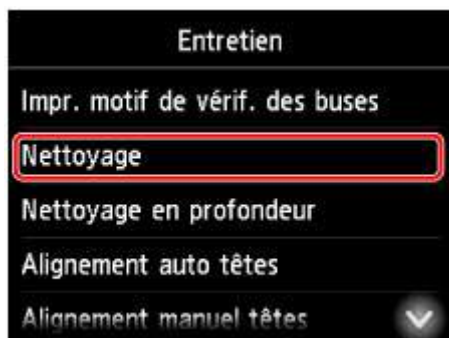 Entretien
Impr. motif de vérif. des buses
Nettoyage
Nettoyage en profondeur
Alignement auto têtes
Alignement manuel têtes